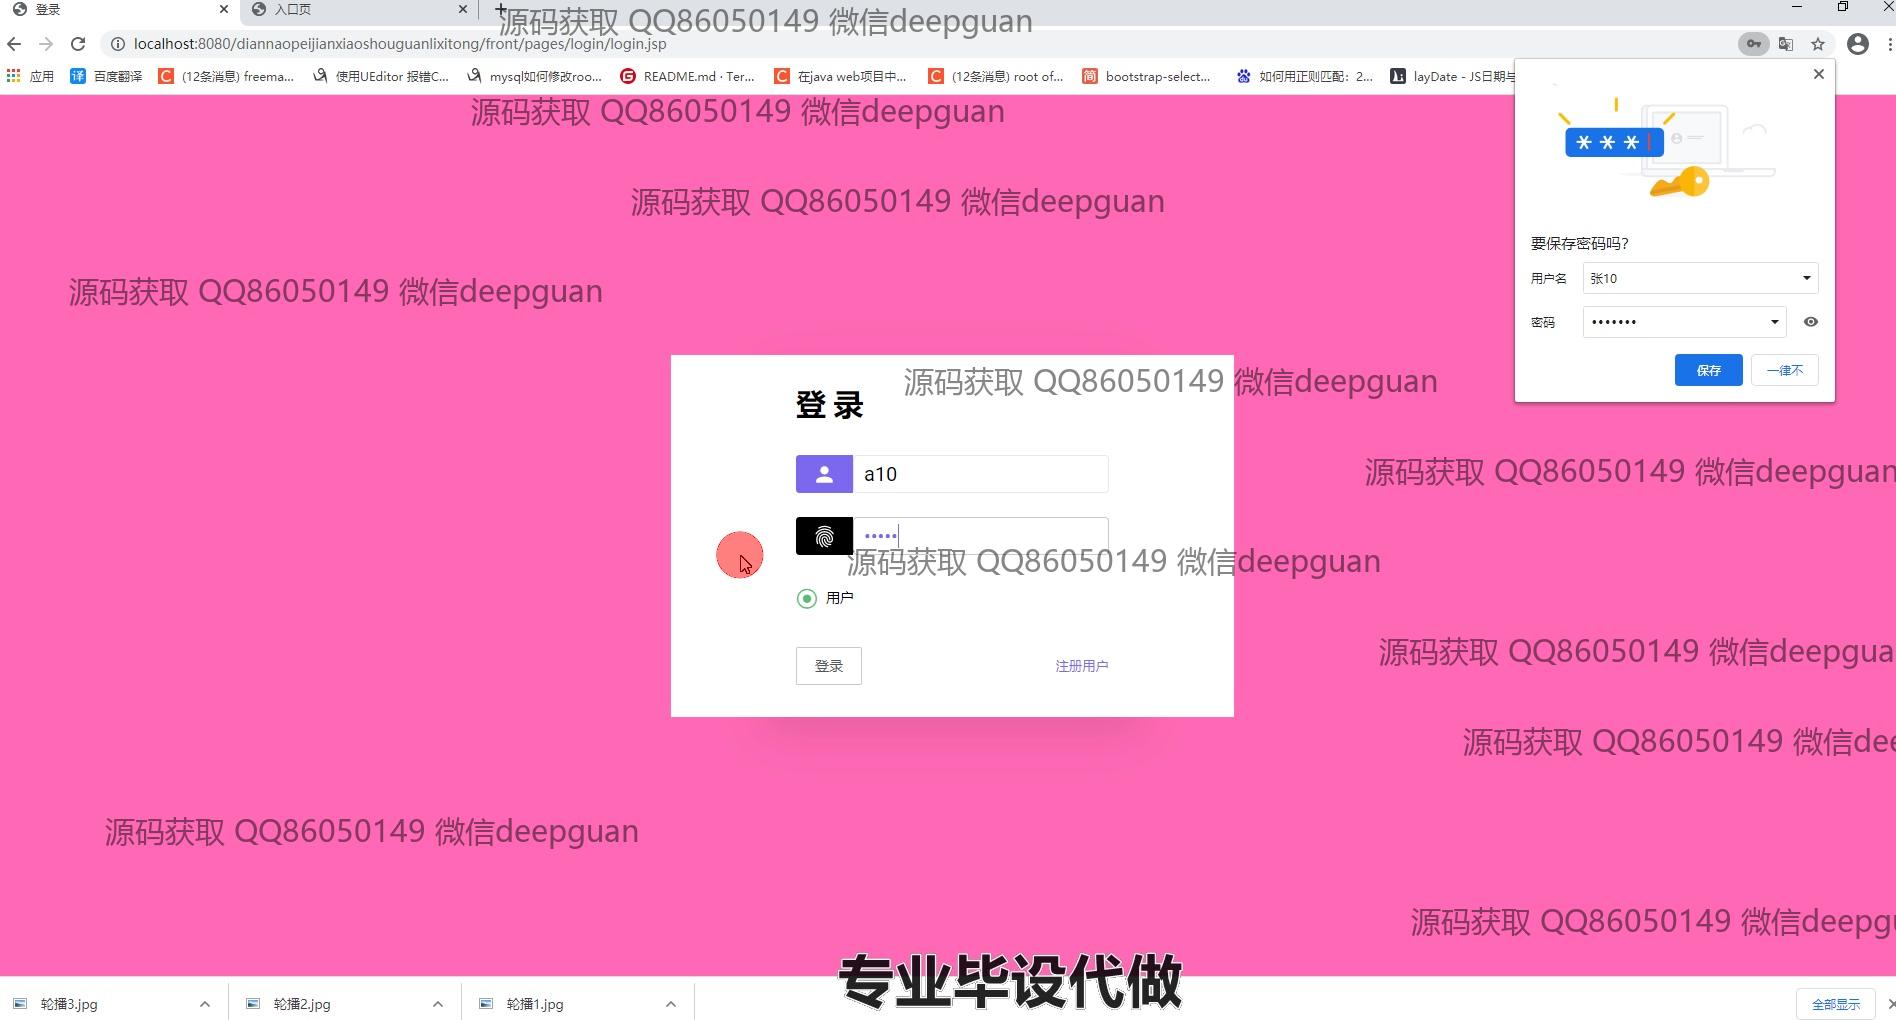 登录
入口页
源码获取 QQ86050149 微信deepguan
localhost:8080/diannaopeijianxiaoshouguanlixitong/front/pages/login/login.jsp
应用
译 百度翻译
C (12条消息) freema...
使用UEditor 报错C...
mysql如何修改roo...
README.md · Ter...
C 在java web项目中...
C (12条消息) root of...
简 bootstrap-select...
如何用正则匹配：2...
layDate - JS日期与
源码获取 QQ86050149 微信deepguan
源码获取 QQ86050149 微信deepguan
要保存密码吗?
用户名 张10
源码获取 QQ86050149 微信deepguan
密码 •••••••
保存 一律不
源码获取 QQ86050149 微信deepguan
登录
a10
源码获取 QQ86050149 微信deepguan
•••••
源码获取 QQ86050149 微信deepguan
用户
源码获取 QQ86050149 微信deepgua
登录 注册用户
源码获取 QQ86050149 微信dee
源码获取 QQ86050149 微信deepguan
源码获取 QQ86050149 微信deepgu
专业毕设代做
轮播3.jpg
轮播2.jpg
轮播1.jpg
全部显示